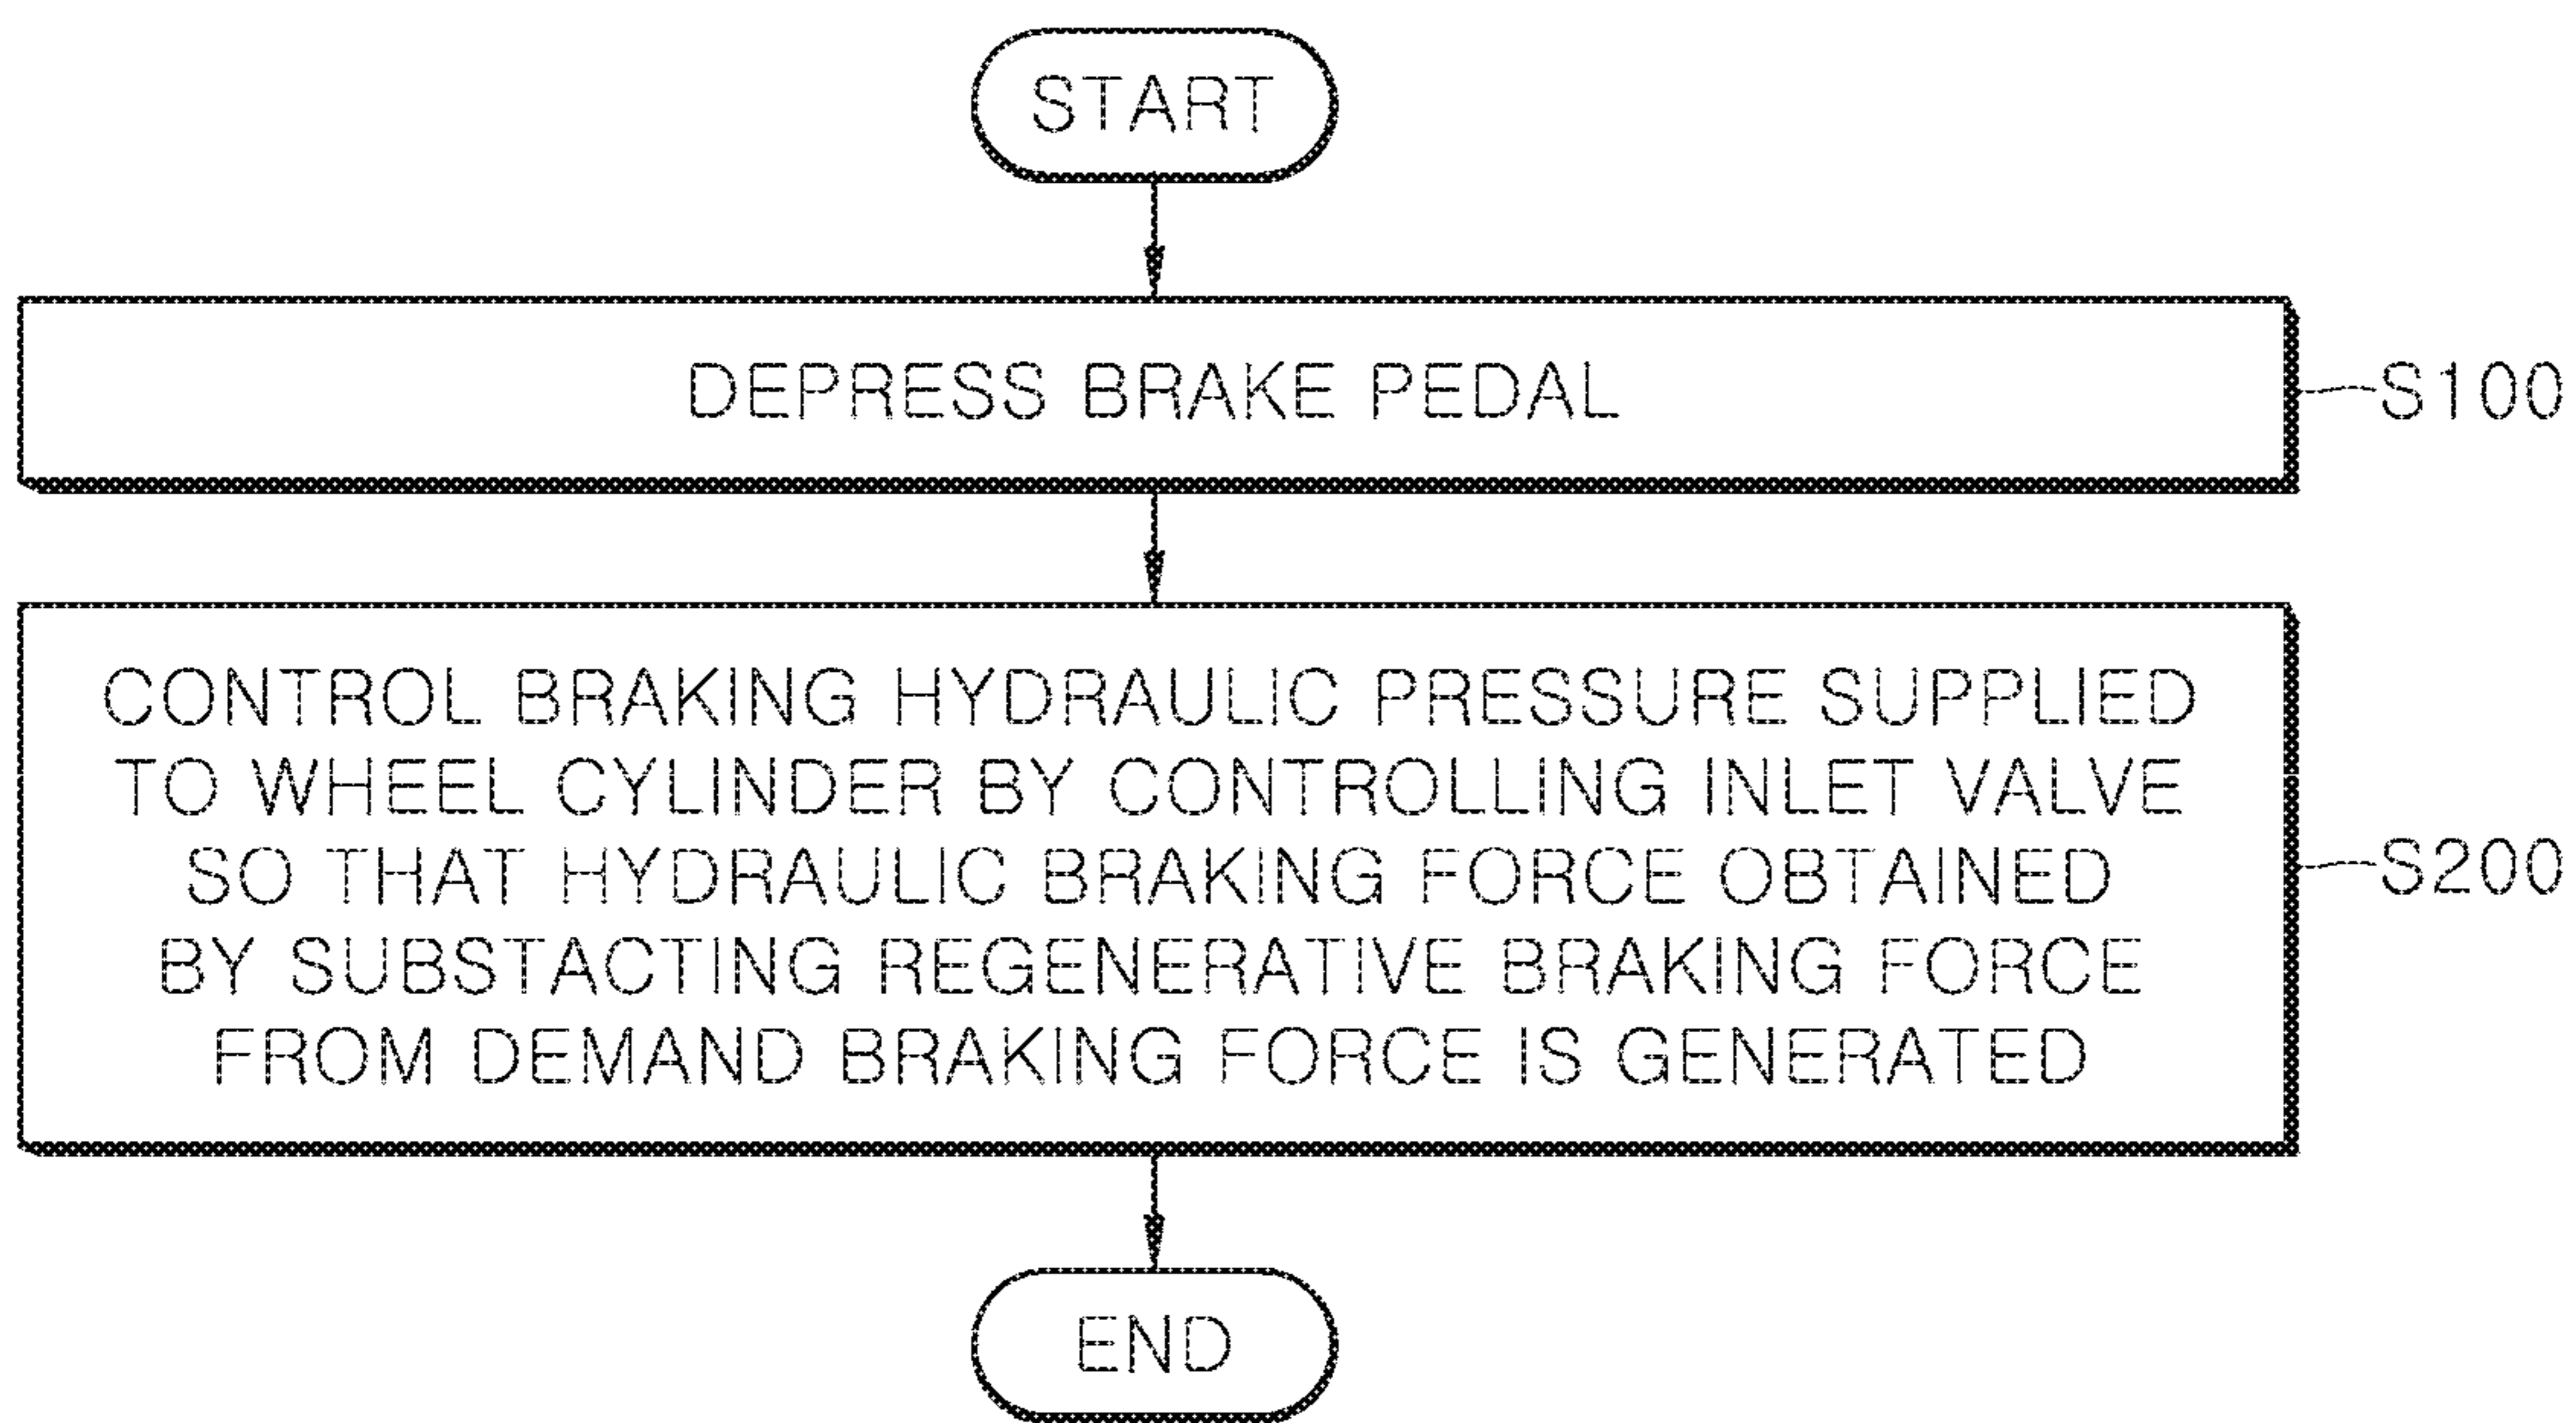 START
DEPRESS BRAKE PEDAL
S100
CONTROL BRAKING HYDRAULIC PRESSURE SUPPLIED
TO WHEEL CYLINDER BY CONTROLLING INLET VALVE
SO THAT HYDRAULIC BRAKING FORCE OBTAINED
BY SUBSTACTING REGENERATIVE BRAKING FORCE
FROM DEMAND BRAKING FORCE IS GENERATED
S200
END